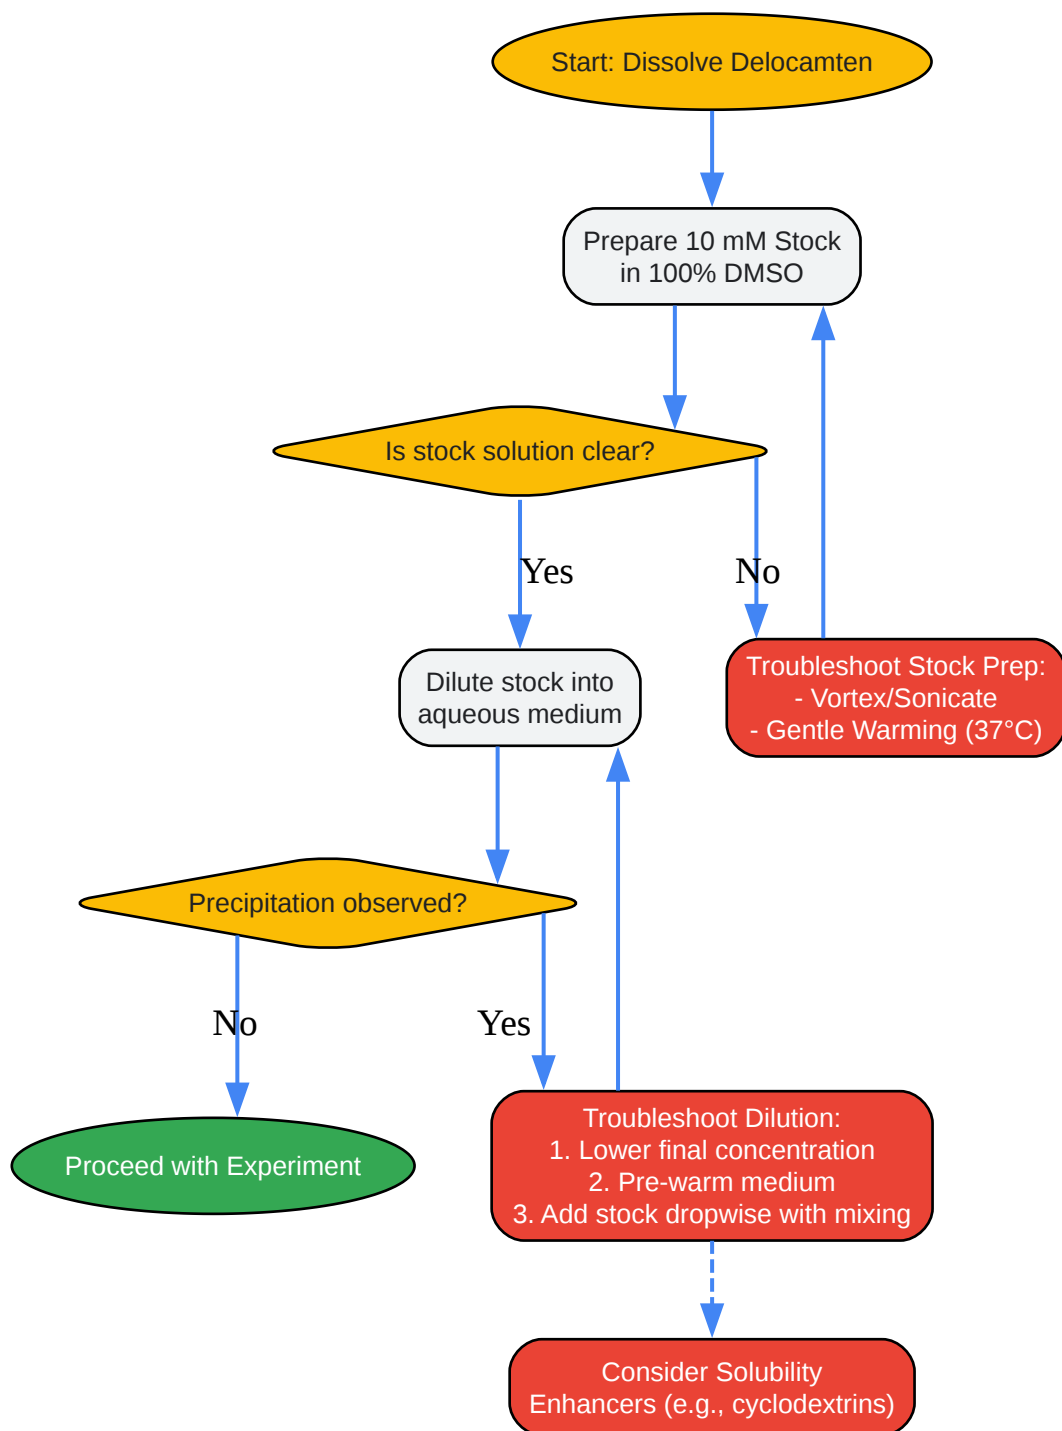 Start: Dissolve Delocamten
Prepare 10 mM Stock
in 100% DMSO
Is stock solution clear?
Yes
No
Troubleshoot Stock Prep:
- Vortex/Sonicate
- Gentle Warming (37°C)
Dilute stock into
aqueous medium
Precipitation observed?
No
Yes
Proceed with Experiment
Troubleshoot Dilution:
1. Lower final concentration
2. Pre-warm medium
3. Add stock dropwise with mixing
Consider Solubility
Enhancers (e.g., cyclodextrins)